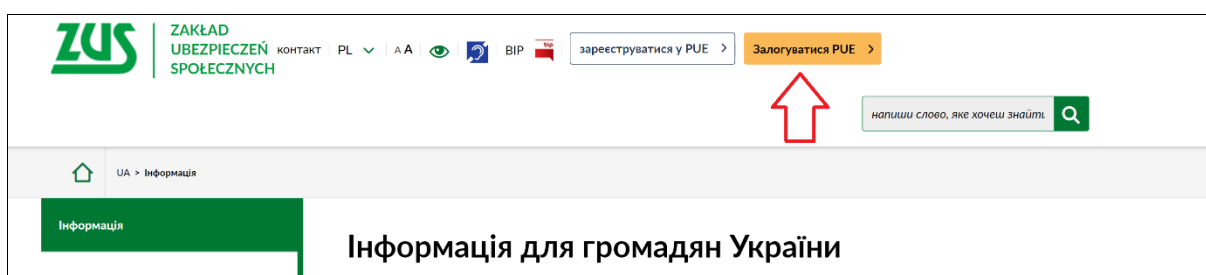 ZUS
ZAKŁAD
UBEZPIECZEŃ
SPOŁECZNYCH
контакт PL A A BIP bip зареєструватися у PUE > Залогуватися PUE >
напиши слово, яке хочеш знайти
UA > Інформація
Інформація
Інформація для громадян України